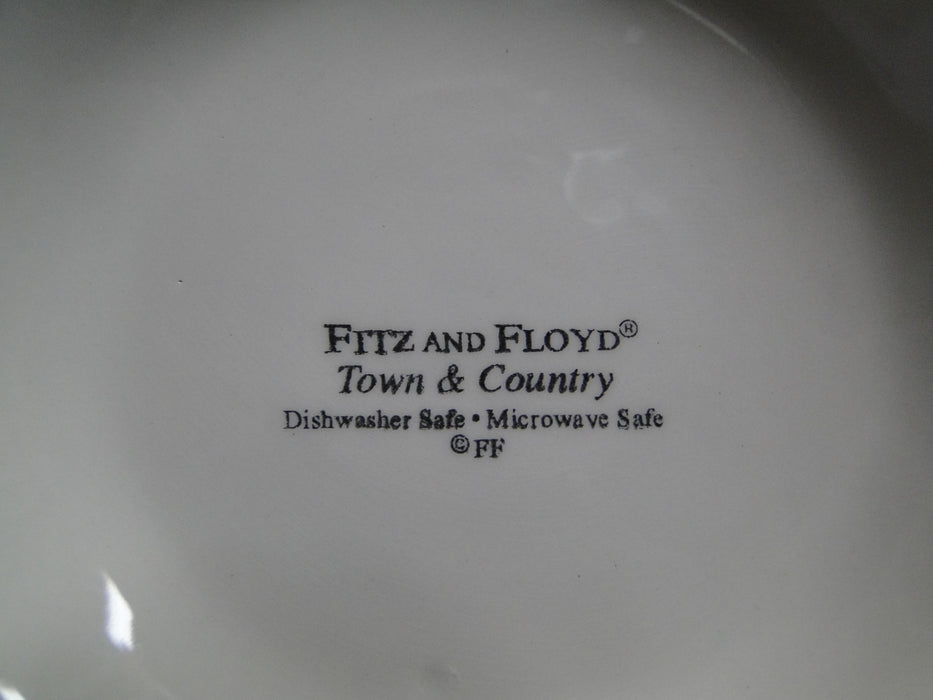 FITZ AND FLOYD®
Town & Country
Dishwasher Safe • Microwave Safe
© FF